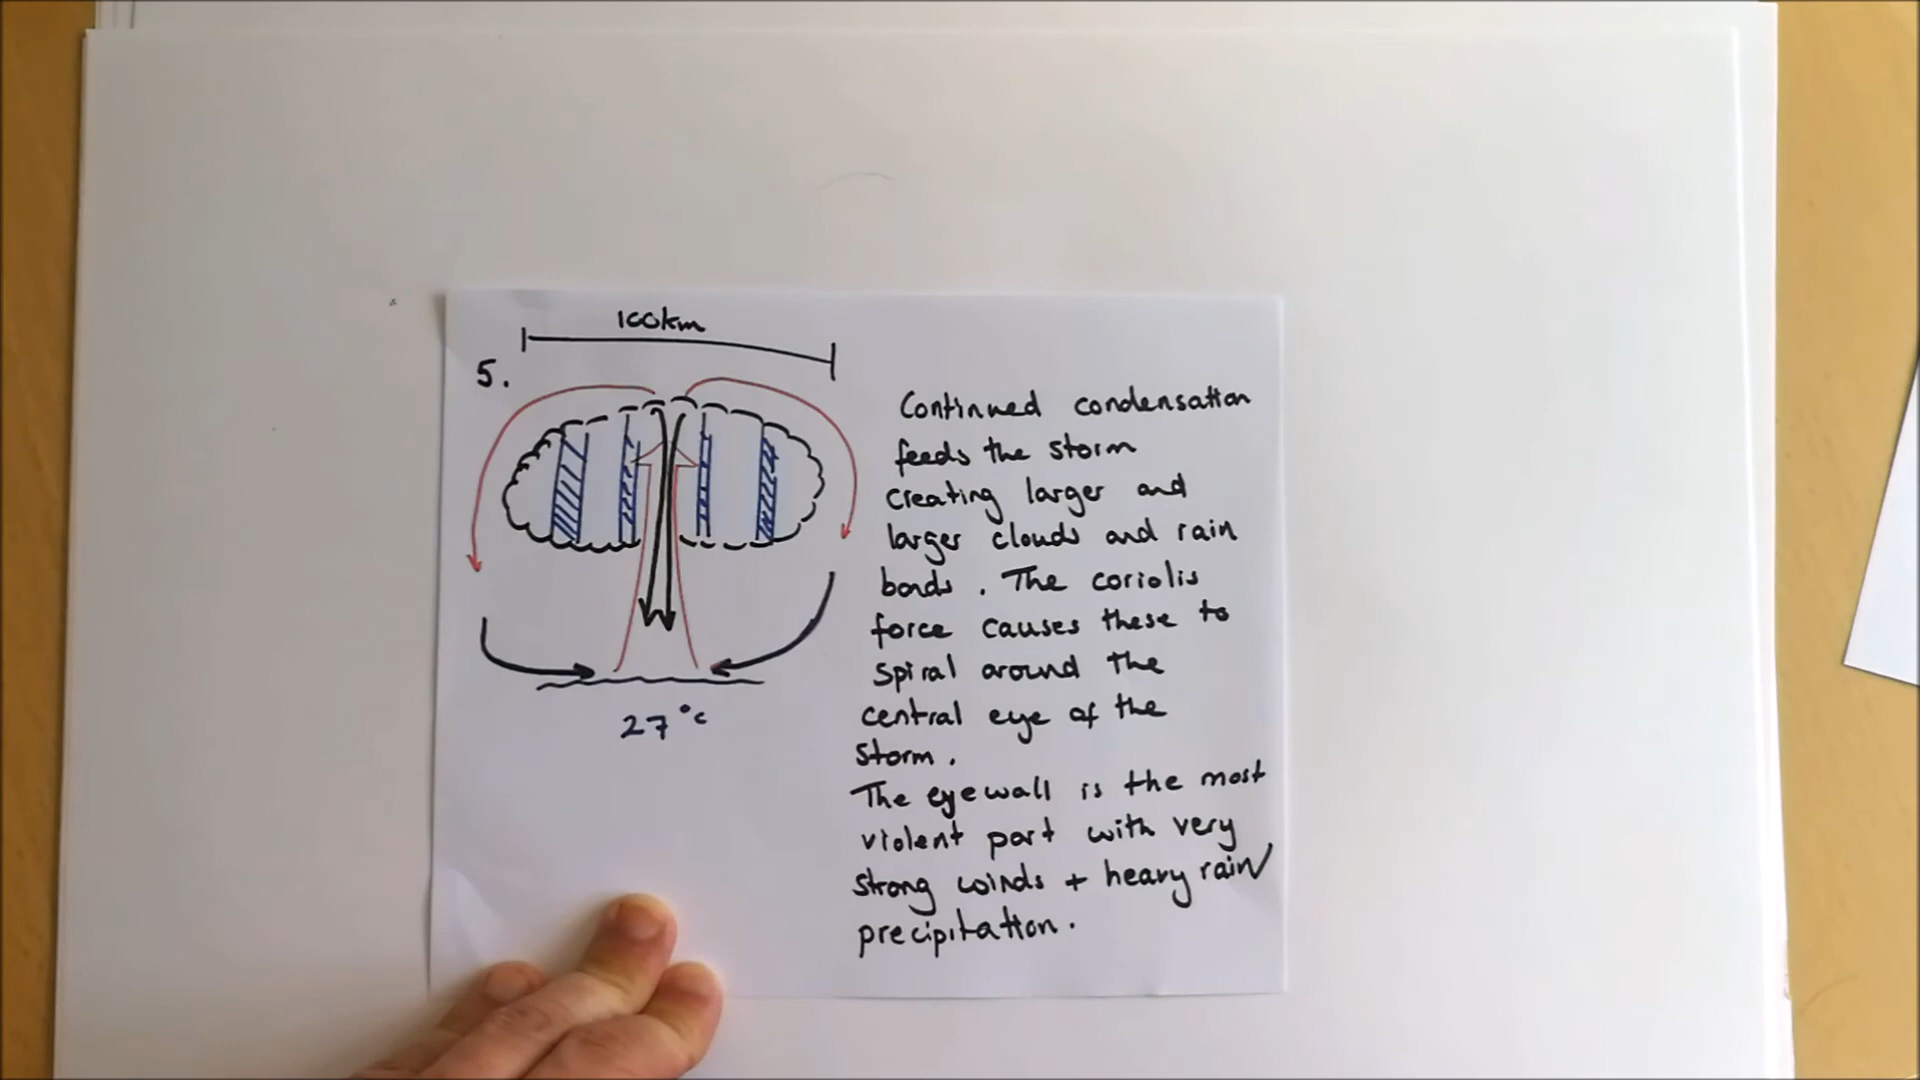 100km
5.
27°c
Continued condensation
feeds the storm
creating larger and
larger clouds and rain
bands. The coriolis
force causes these to
spiral around the
central eye of the
storm.
The eyewall is the most
violent part with very
strong winds + heavy rain/
precipitation.